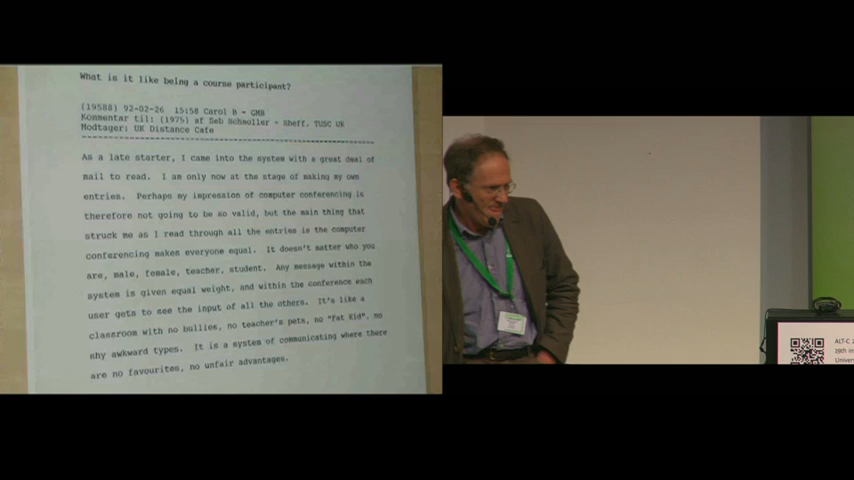 What is it like being a course participant?
(19588) 92-02-26 15:58 Carol B - GMB
Kommentar til: (1975) af Seb Schmoller - Sheff. TUSC UK
Modtager: UK Distance Cafe
As a late starter, I came into the system with a great deal of
mail to read. I am only now at the stage of making my own
entries. Perhaps my impression of computer conferencing is
therefore not going to be so valid, but the main thing that
struck me as I read through all the entries is the computer
conferencing makes everyone equal. It doesn't matter who you
are, male, female, teacher, student. Any message within the
system is given equal weight, and within the conference each
user gets to see the input of all the others. It's like a
classroom with no bullies, no teacher's pets, no "Fat Kid", no
shy awkward types. It is a system of communicating where there
are no favourites, no unfair advantages.
ALT-C 2
19th in
Univers